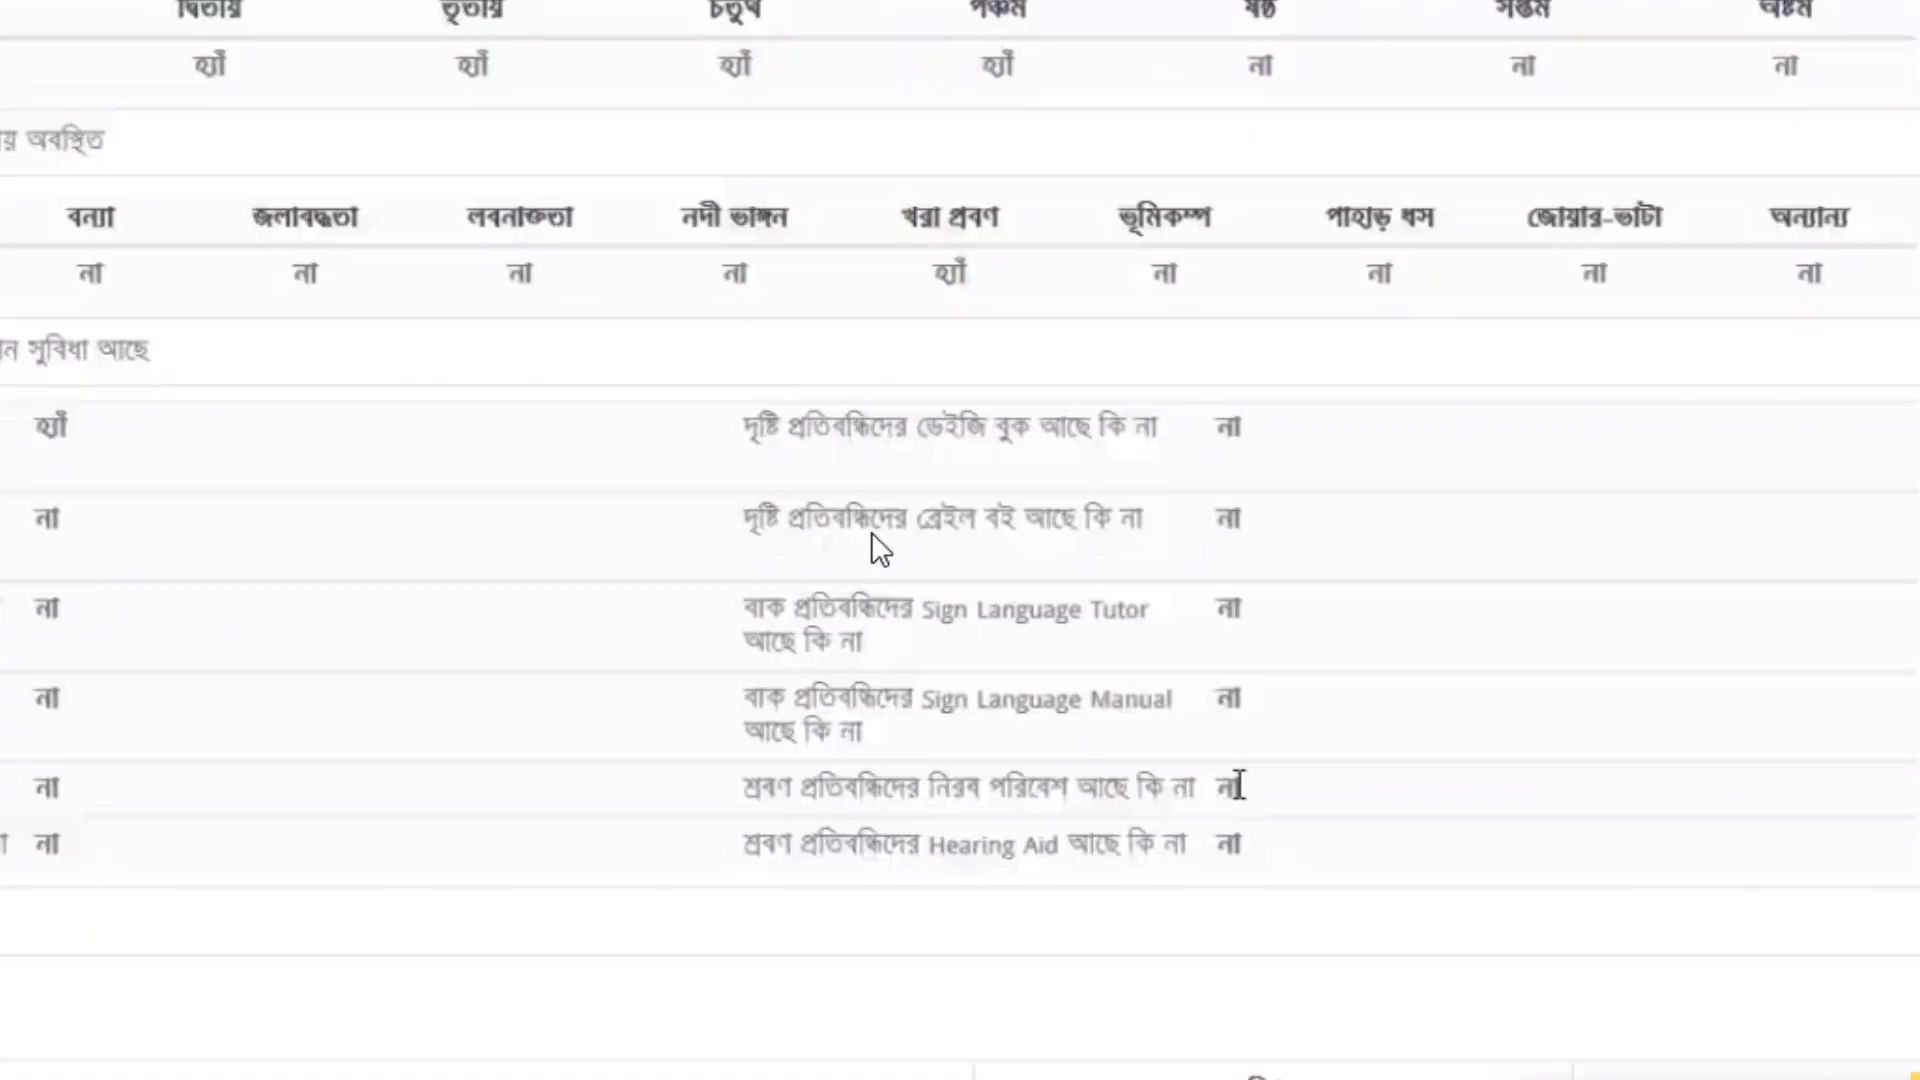 দ্বিতীয় তৃতীয় চতুর্থ পঞ্চম ষষ্ঠ সপ্তম অষ্টম
হ্যাঁ হ্যাঁ হ্যাঁ হ্যাঁ না না না
য় অবস্থিত
বন্যা জলাবদ্ধতা লবনাক্ততা নদী ভাঙ্গন খরা প্রবণ ভূমিকম্প পাহাড় ধস জোয়ার-ভাটা অন্যান্য
না না না না হ্যাঁ না না না না
ন সুবিধা আছে
হ্যাঁ দৃষ্টি প্রতিবন্ধিদের ডেইজি বুক আছে কি না না
না দৃষ্টি প্রতিবন্ধিদের ব্রেইল বই আছে কি না না
না বাক প্রতিবন্ধিদের Sign Language Tutor না
আছে কি না
না বাক প্রতিবন্ধিদের Sign Language Manual না
আছে কি না
না শ্রবণ প্রতিবন্ধিদের নিরব পরিবেশ আছে কি না না
না শ্রবণ প্রতিবন্ধিদের Hearing Aid আছে কি না না